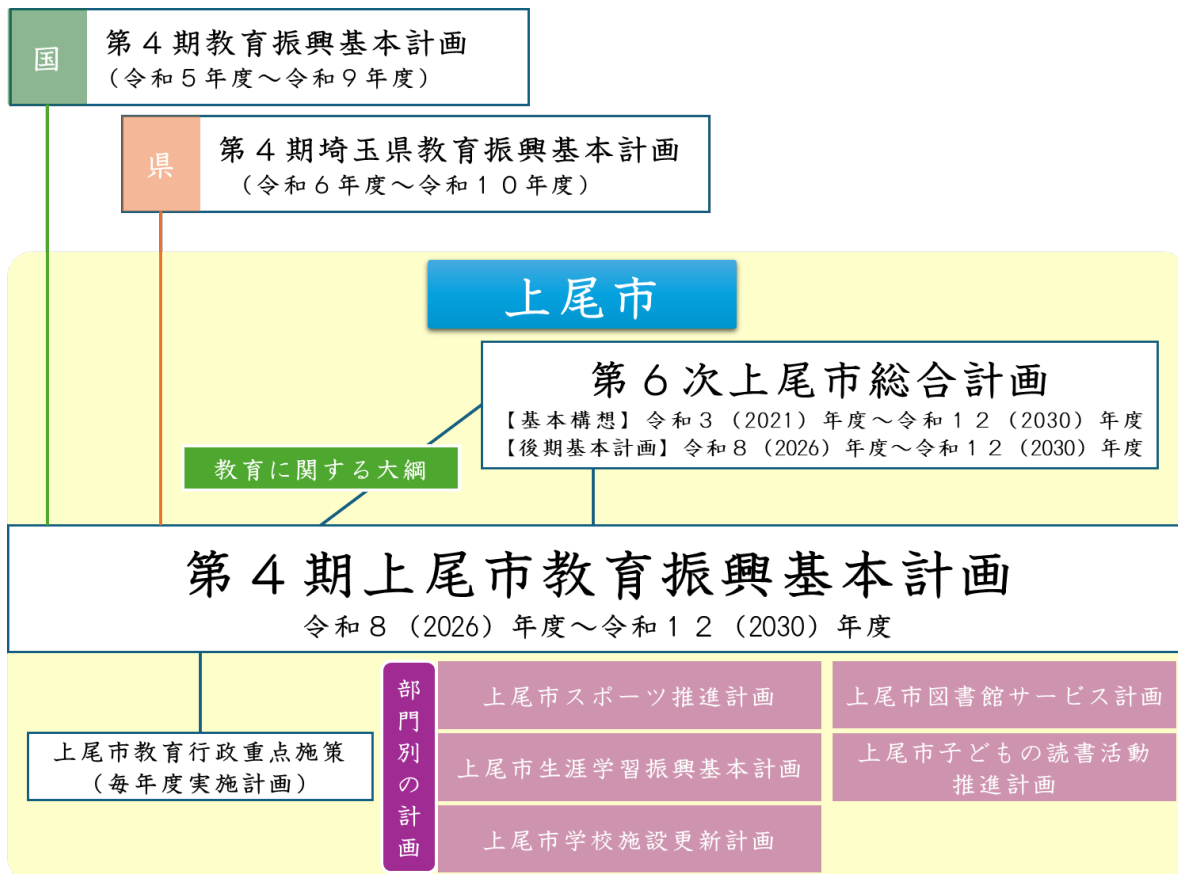 国
第4期教育振興基本計画
（令和5年度～令和9年度）
県
第4期埼玉県教育振興基本計画
（令和6年度～令和10年度）
上尾市
第6次上尾市総合計画
【基本構想】令和3（2021）年度～令和12（2030）年度
【後期基本計画】令和8（2026）年度～令和12（2030）年度
教育に関する大綱
第4期上尾市教育振興基本計画
令和8（2026）年度～令和12（2030）年度
上尾市教育行政重点施策
（毎年度実施計画）
部門別の計画
上尾市スポーツ推進計画
上尾市図書館サービス計画
上尾市生涯学習振興基本計画
上尾市子どもの読書活動
推進計画
上尾市学校施設更新計画